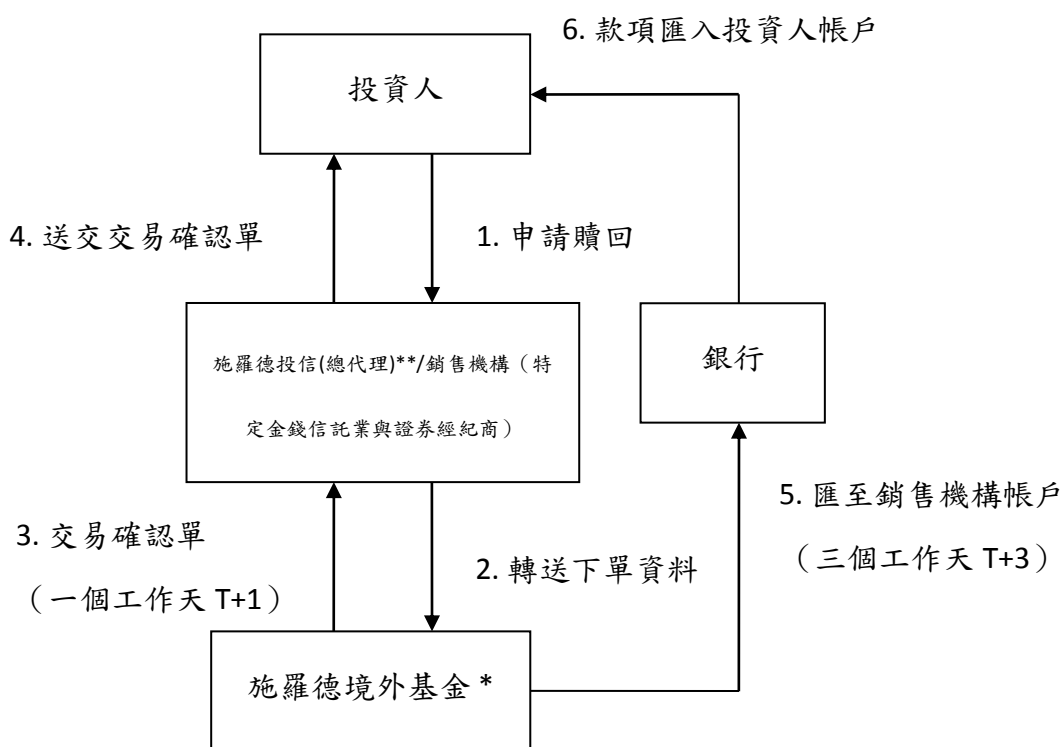 6. 款項匯入投資人帳戶
投資人
4. 送交交易確認單
1. 申請贖回
施羅德投信(總代理)**/銷售機構（特
定金錢信託業與證券經紀商）
銀行
3. 交易確認單
（一個工作天 T+1）
2. 轉送下單資料
5. 匯至銷售機構帳戶
（三個工作天 T+3）
施羅德境外基金 *